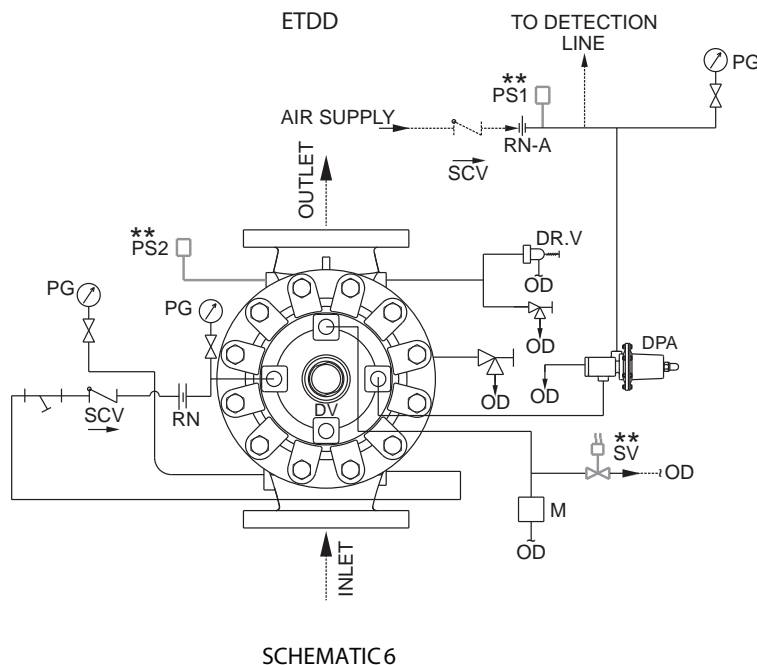 ETDD
TO DETECTION
LINE
PG
**
PS1
AIR SUPPLY
RN-A
SCV
OUTLET
**
PS2
DR.V
OD
PG
PG
OD
DPA
OD
OD
SCV
RN
DV
**
SV
OD
M
OD
INLET
SCHEMATIC 6